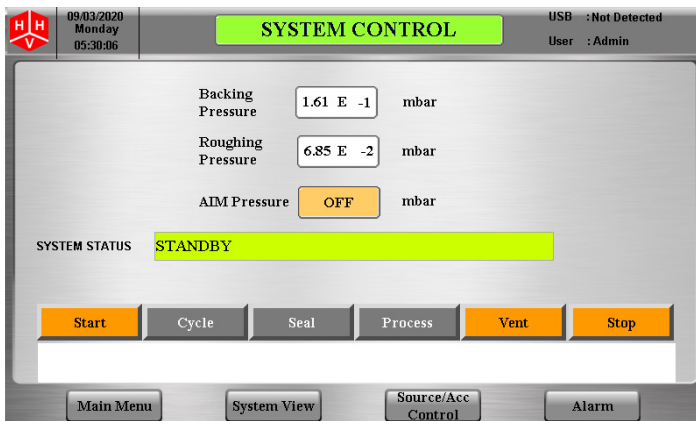 HHV
09/03/2020
Monday
05:30:06
SYSTEM CONTROL
USB : Not Detected
User : Admin
Backing
Pressure
1.61 E -1 mbar
Roughing
Pressure
6.85 E -2 mbar
AIM Pressure OFF mbar
SYSTEM STATUS STANDBY
Start Cycle Seal Process Vent Stop
Main Menu System View Source/Acc
Control Alarm